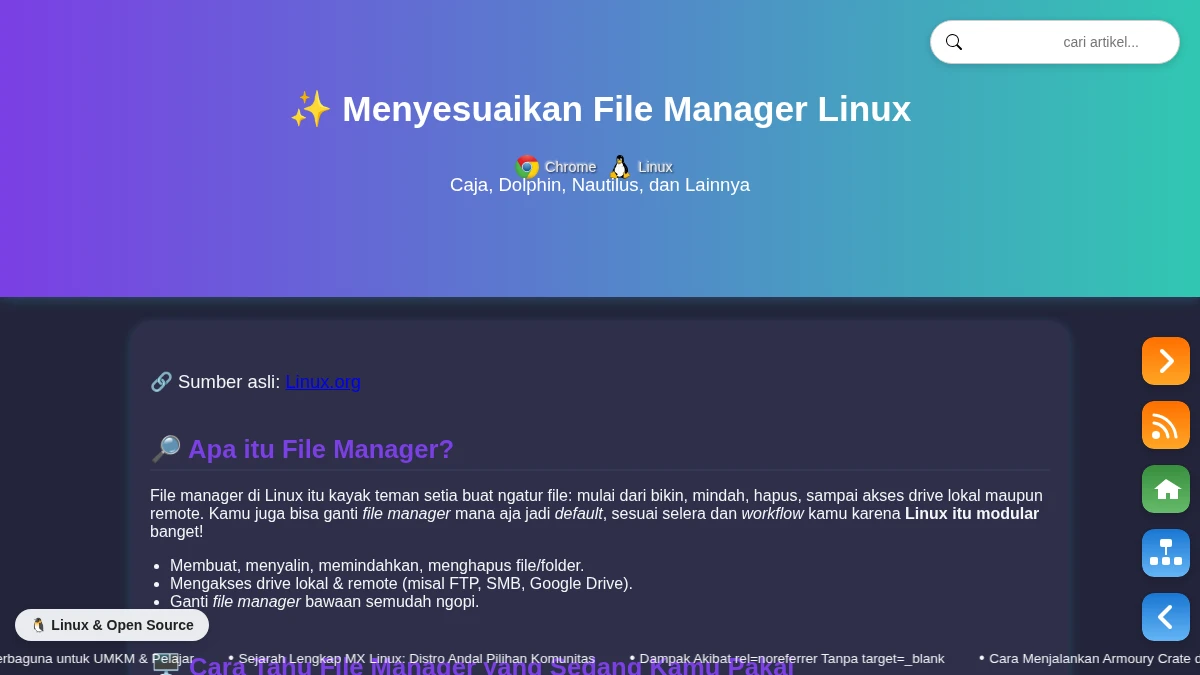 cari artikel...
✨ Menyesuaikan File Manager Linux
Chrome Linux
Caja, Dolphin, Nautilus, dan Lainnya
🔗 Sumber asli: Linux.org
🔎 Apa itu File Manager?
File manager di Linux itu kayak teman setia buat ngatur file: mulai dari bikin, mindah, hapus, sampai akses drive lokal maupun
remote. Kamu juga bisa ganti file manager mana aja jadi default, sesuai selera dan workflow kamu karena Linux itu modular
banget!
• Membuat, menyalin, memindahkan, menghapus file/folder.
• Mengakses drive lokal & remote (misal FTP, SMB, Google Drive).
• Ganti file manager bawaan semudah ngopi.
🐧 Linux & Open Source
🖥️ Cara Tahu File Manager yang Sedang Kamu Pakai
erbaguna untuk UMKM & Pelajar • Sejarah Lengkap MX Linux: Distro Andal Pilihan Komunitas • Dampak Akibat rel=noreferrer Tanpa target=_blank • Cara Menjalankan Armoury Crate d